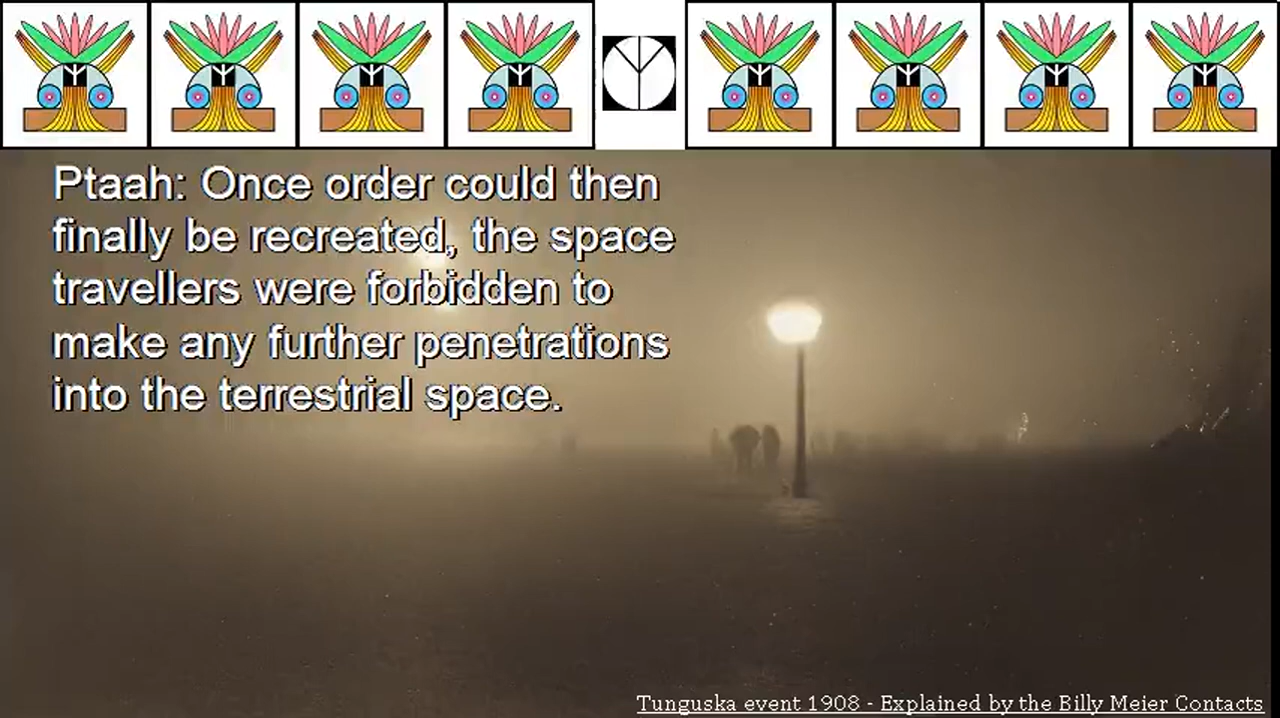 Ptaah: Once order could then
finally be recreated, the space
travellers were forbidden to
make any further penetrations
into the terrestrial space.
Tunguska event 1908 - Explained by the Billy Meier Contacts